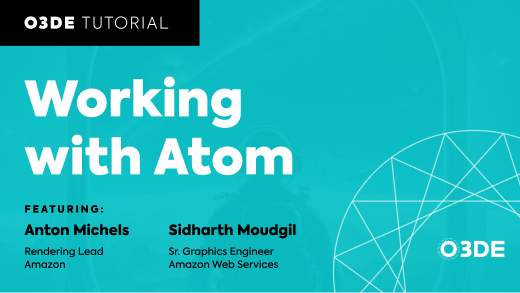 O3DE TUTORIAL
Working
with Atom
FEATURING:
Anton Michels
Rendering Lead
Amazon
Sidharth Moudgil
Sr. Graphics Engineer
Amazon Web Services
O3DE